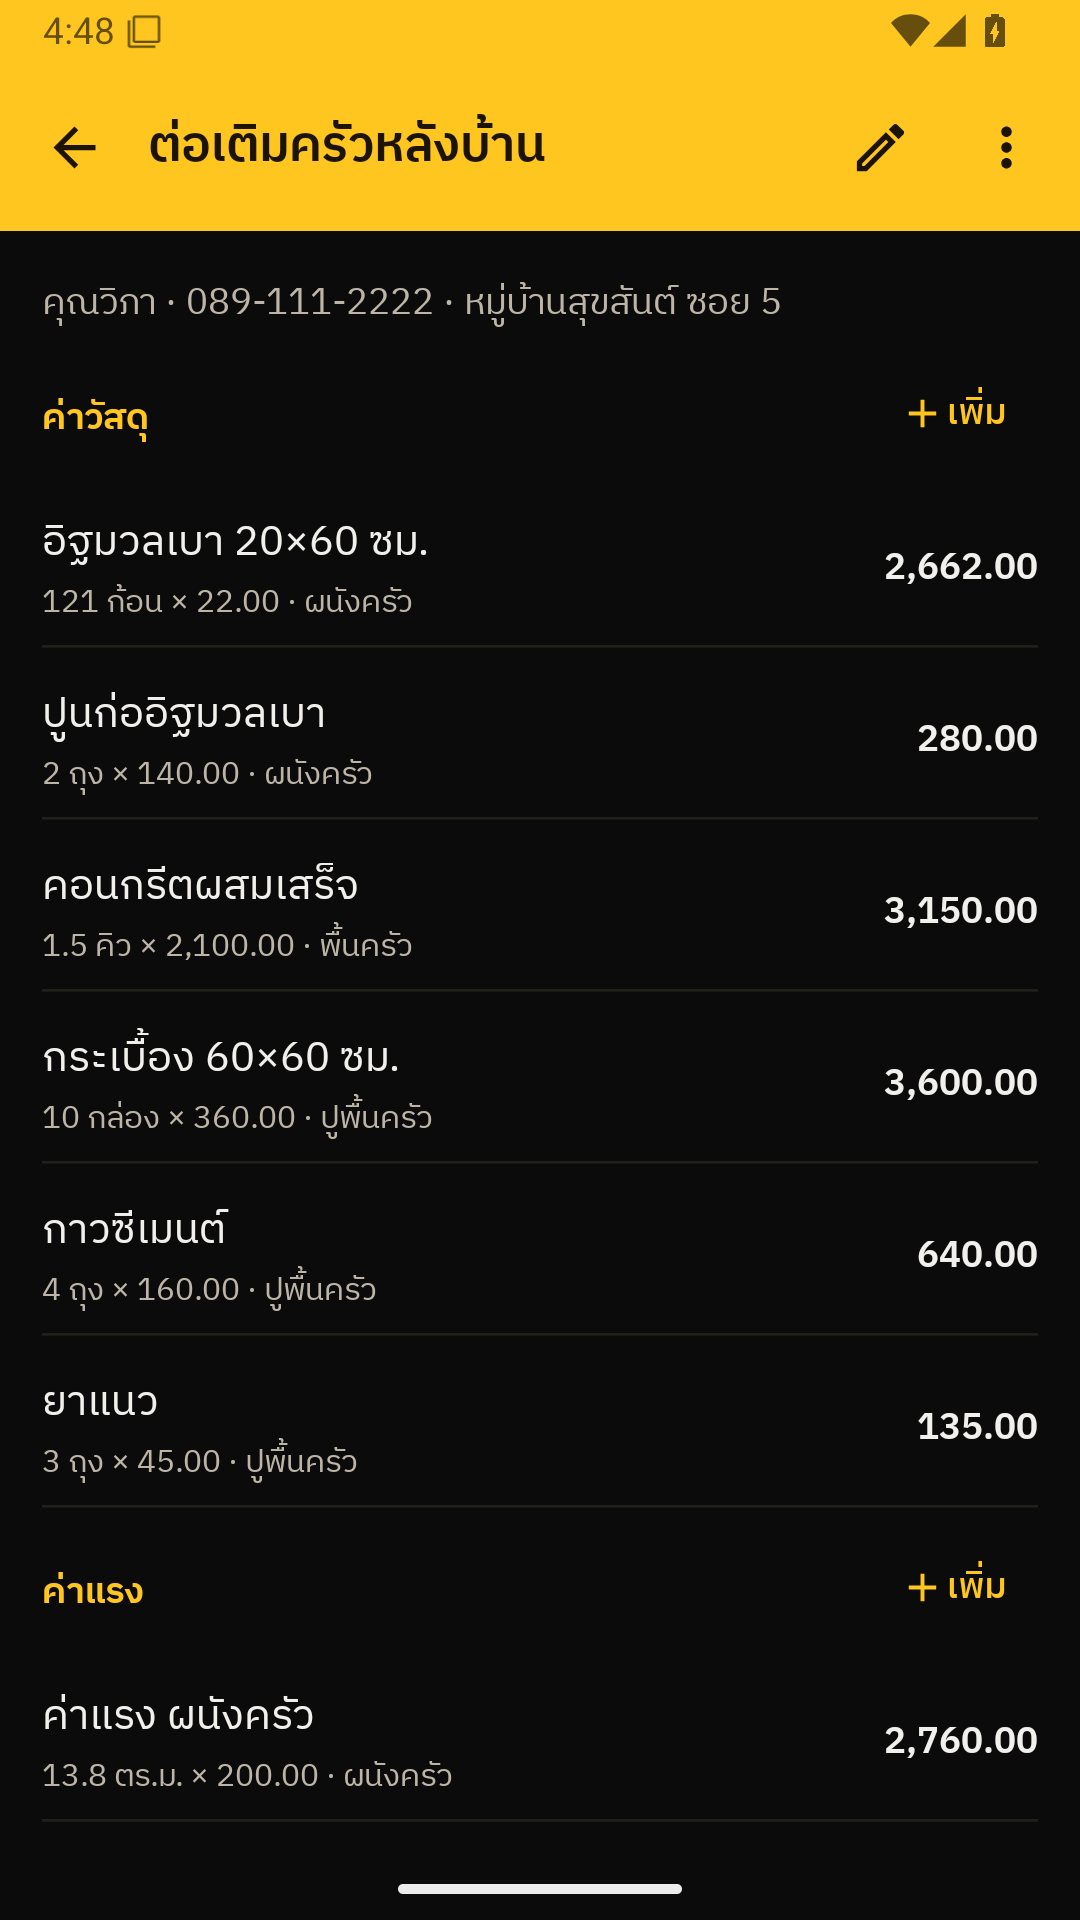 4:48
ต่อเติมครัวหลังบ้าน
คุณวิภา · 089-111-2222 · หมู่บ้านสุขสันต์ ซอย 5
ค่าวัสดุ
+ เพิ่ม
อิฐมวลเบา 20×60 ซม.
2,662.00
121 ก้อน × 22.00 · ผนังครัว
ปูนก่ออิฐมวลเบา
280.00
2 ถุง × 140.00 · ผนังครัว
คอนกรีตผสมเสร็จ
3,150.00
1.5 คิว × 2,100.00 · พื้นครัว
กระเบื้อง 60×60 ซม.
3,600.00
10 กล่อง × 360.00 · ปูพื้นครัว
กาวซีเมนต์
640.00
4 ถุง × 160.00 · ปูพื้นครัว
ยาแนว
135.00
3 ถุง × 45.00 · ปูพื้นครัว
ค่าแรง
+ เพิ่ม
ค่าแรง ผนังครัว
2,760.00
13.8 ตร.ม. × 200.00 · ผนังครัว